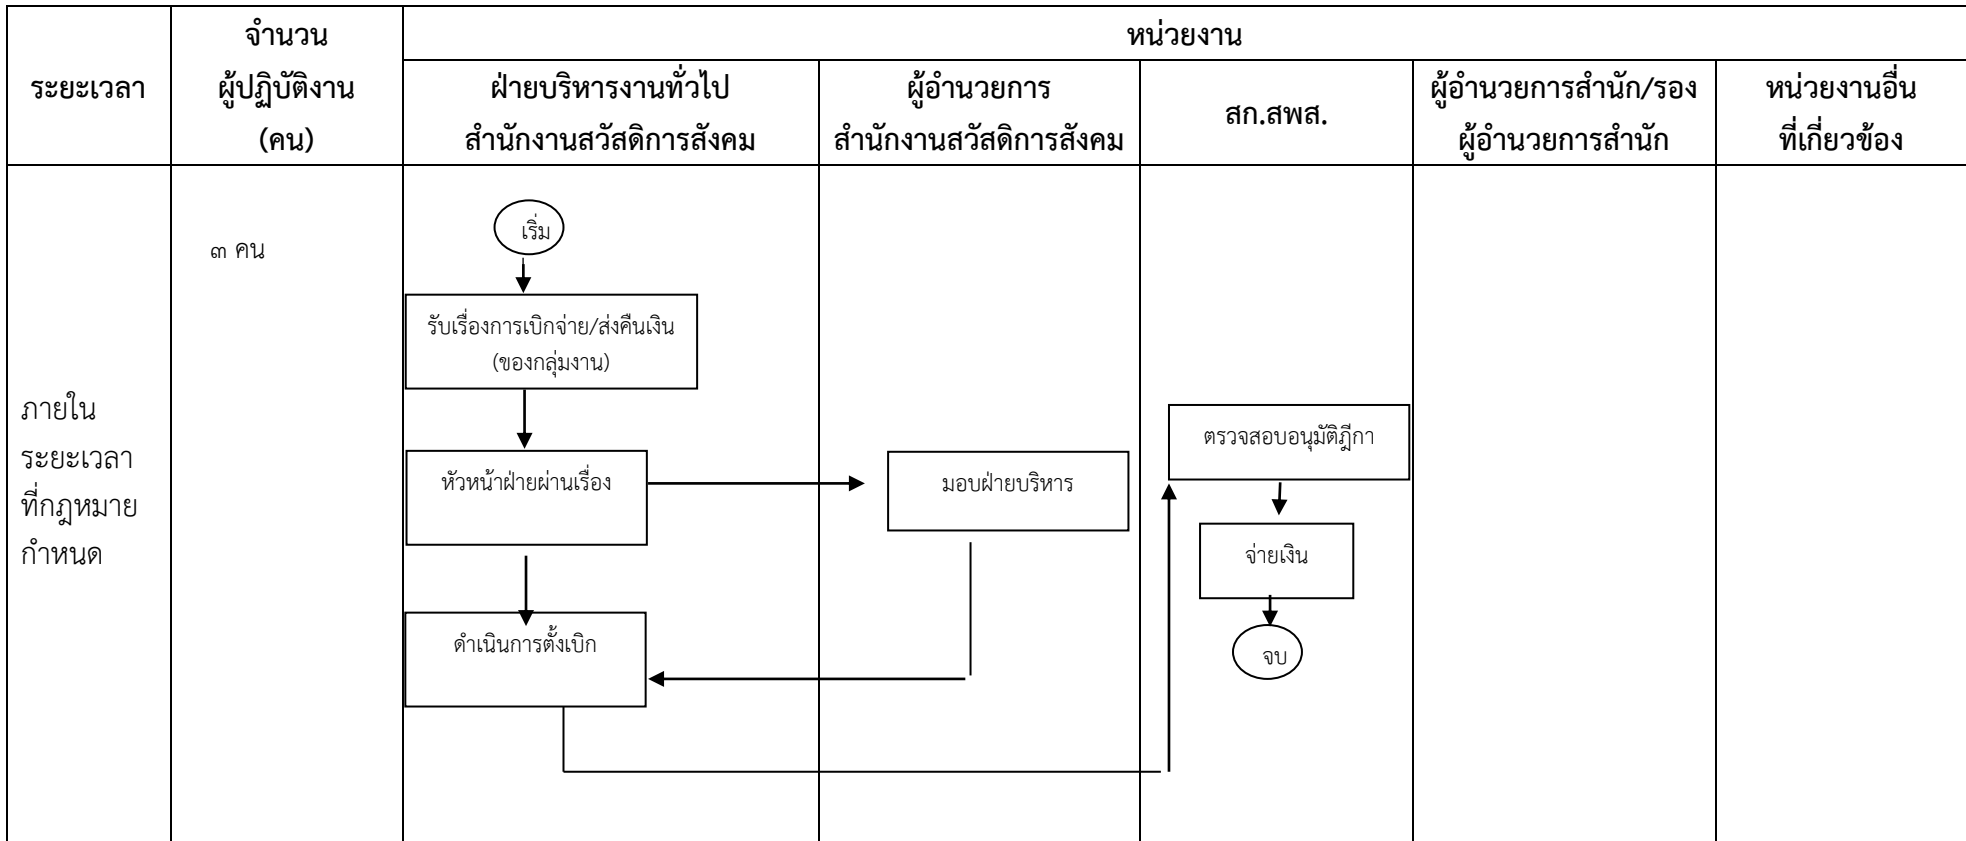 ระยะเวลา
จำนวน
ผู้ปฏิบัติงาน
(คน)
หน่วยงาน
ฝ่ายบริหารงานทั่วไป
สำนักงานสวัสดิการสังคม
ผู้อำนวยการ
สำนักงานสวัสดิการสังคม
สก.สพส.
ผู้อำนวยการสำนัก/รอง
ผู้อำนวยการสำนัก
หน่วยงานอื่น
ที่เกี่ยวข้อง
ภายใน
ระยะเวลา
ที่กฎหมาย
กำหนด
๓ คน
เริ่ม
รับเรื่องการเบิกจ่าย/ส่งคืนเงิน
(ของกลุ่มงาน)
หัวหน้าฝ่ายผ่านเรื่อง
มอบฝ่ายบริหาร
ดำเนินการตั้งเบิก
ตรวจสอบอนุมัติฎีกา
จ่ายเงิน
จบ